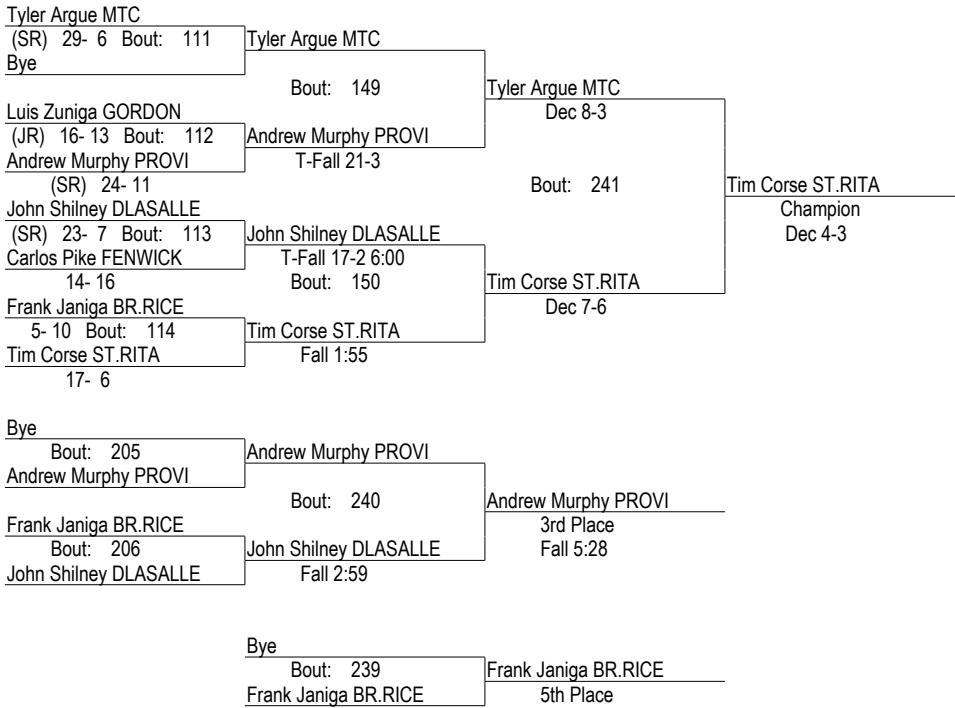 Tyler Argue MTC
(SR) 29- 6 Bout: 111 Tyler Argue MTC
Bye
Bout: 149 Tyler Argue MTC
Luis Zuniga GORDON Dec 8-3
(JR) 16- 13 Bout: 112 Andrew Murphy PROVI
Andrew Murphy PROVI T-Fall 21-3
(SR) 24- 11 Bout: 241 Tim Corse ST.RITA
John Shilney DLASALLE Champion
(SR) 23- 7 Bout: 113 John Shilney DLASALLE Dec 4-3
Carlos Pike FENWICK T-Fall 17-2 6:00
14- 16 Bout: 150 Tim Corse ST.RITA
Frank Janiga BR.RICE Dec 7-6
5- 10 Bout: 114 Tim Corse ST.RITA
Tim Corse ST.RITA Fall 1:55
17- 6
Bye
Bout: 205 Andrew Murphy PROVI
Andrew Murphy PROVI
Bout: 240 Andrew Murphy PROVI
Frank Janiga BR.RICE 3rd Place
Bout: 206 John Shilney DLASALLE Fall 5:28
John Shilney DLASALLE Fall 2:59
Bye
Bout: 239 Frank Janiga BR.RICE
Frank Janiga BR.RICE 5th Place